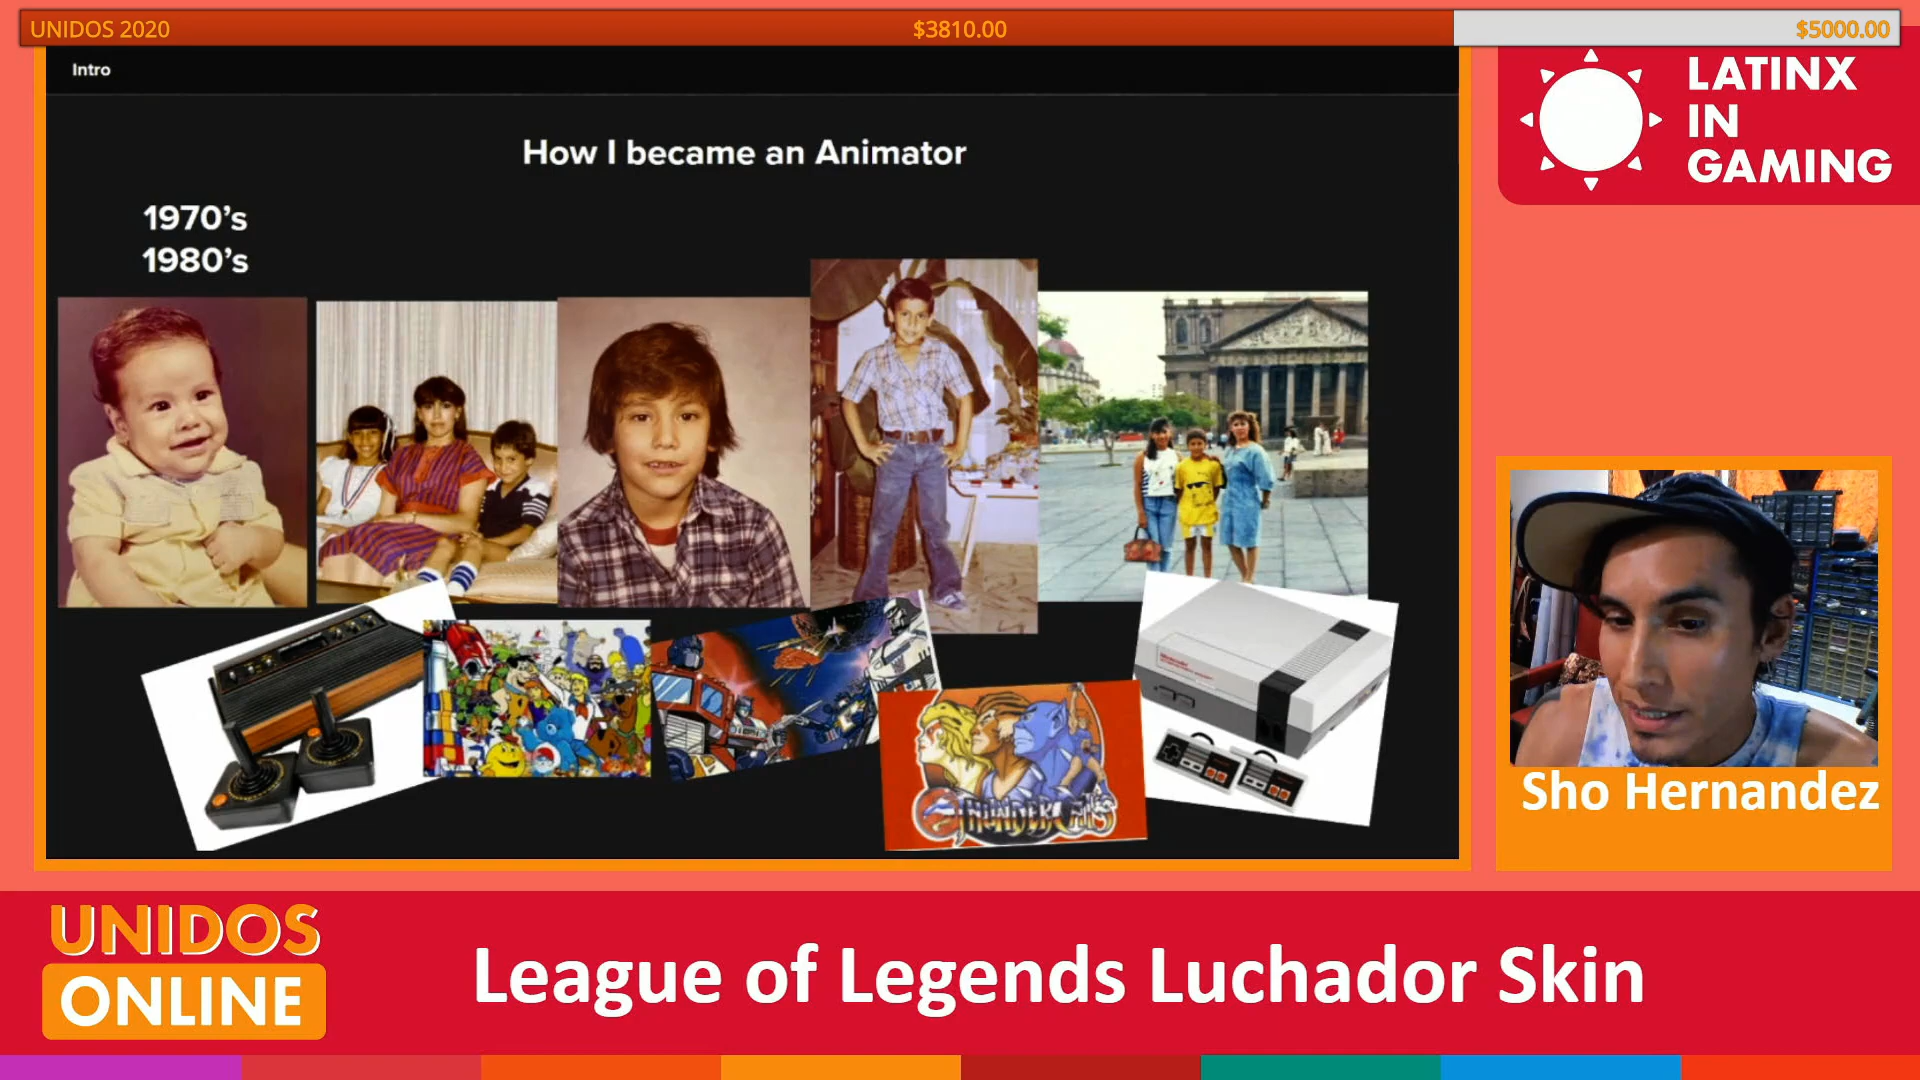 UNIDOS 2020
$3810.00
$5000.00
Intro
LATINX
IN
GAMING
How I became an Animator
1970's
1980's
THUNDERCATS
Sho Hernandez
UNIDOS
ONLINE
League of Legends Luchador Skin